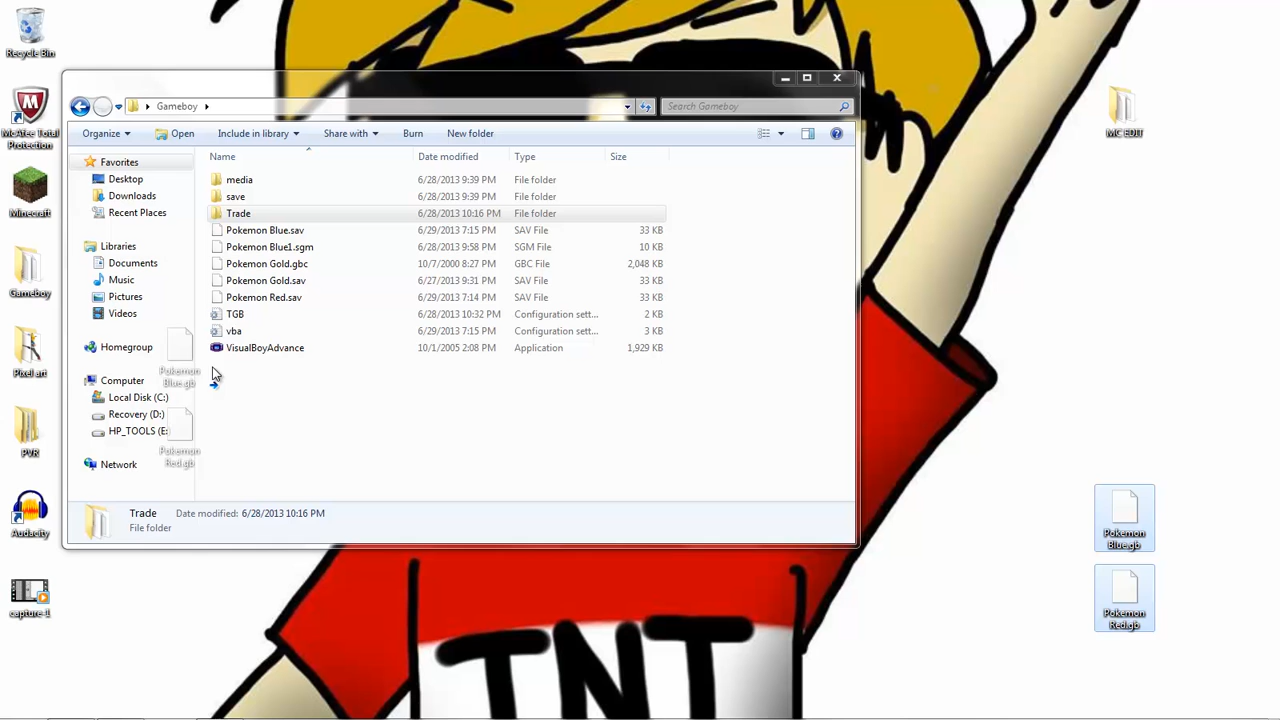 Recycle Bin
McAfee Total
Protection
Minecraft
Gameboy
Pixel art
PVR
Audacity
capture-1
Gameboy
Search Gameboy
Organize
Open
Include in library
Share with
Burn
New folder
Favorites
Desktop
Downloads
Recent Places
Libraries
Documents
Music
Pictures
Videos
Homegroup
Computer
Local Disk (C:)
Recovery (D:)
HP_TOOLS (E:
Network
Name Date modified Type Size
media 6/28/2013 9:39 PM File folder
save 6/28/2013 9:39 PM File folder
Trade 6/28/2013 10:16 PM File folder
Pokemon Blue.sav 6/29/2013 7:15 PM SAV File 33 KB
Pokemon Blue1.sgm 6/28/2013 9:58 PM SGM File 10 KB
Pokemon Gold.gbc 10/7/2000 8:27 PM GBC File 2,048 KB
Pokemon Gold.sav 6/27/2013 9:31 PM SAV File 33 KB
Pokemon Red.sav 6/29/2013 7:14 PM SAV File 33 KB
TGB 6/28/2013 10:32 PM Configuration sett... 2 KB
vba 6/29/2013 7:15 PM Configuration sett... 3 KB
VisualBoyAdvance 10/1/2005 2:08 PM Application 1,929 KB
Pokemon
Blue.gb
Pokemon
Red.gb
Trade Date modified: 6/28/2013 10:16 PM
File folder
MC EDIT
Pokemon
Blue.gb
Pokemon
Red.gb
TNT